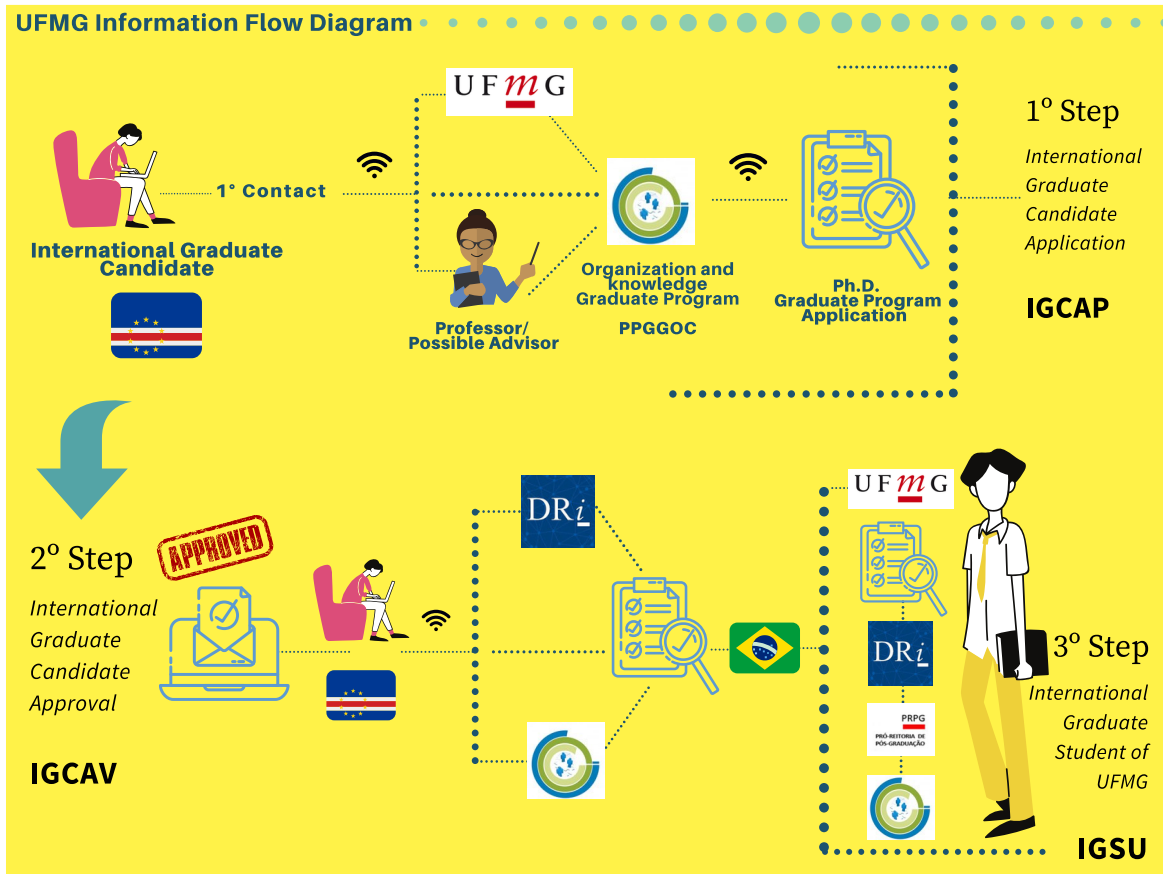 UFMG Information Flow Diagram
UFmG
1° Contact
International Graduate
Candidate
Professor/
Possible Advisor
Organization and
knowledge
Graduate Program
PPGGOC
Ph.D.
Graduate Program
Application
1º Step
International
Graduate
Candidate
Application
IGCAP
2º Step
International
Graduate
Candidate
Approval
IGCAV
APPROVED
DRi
UFmG
DRi
PRPG
PRÓ-REITORIA DE
PÓS-GRADUAÇÃO
3º Step
International
Graduate
Student of
UFMG
IGSU